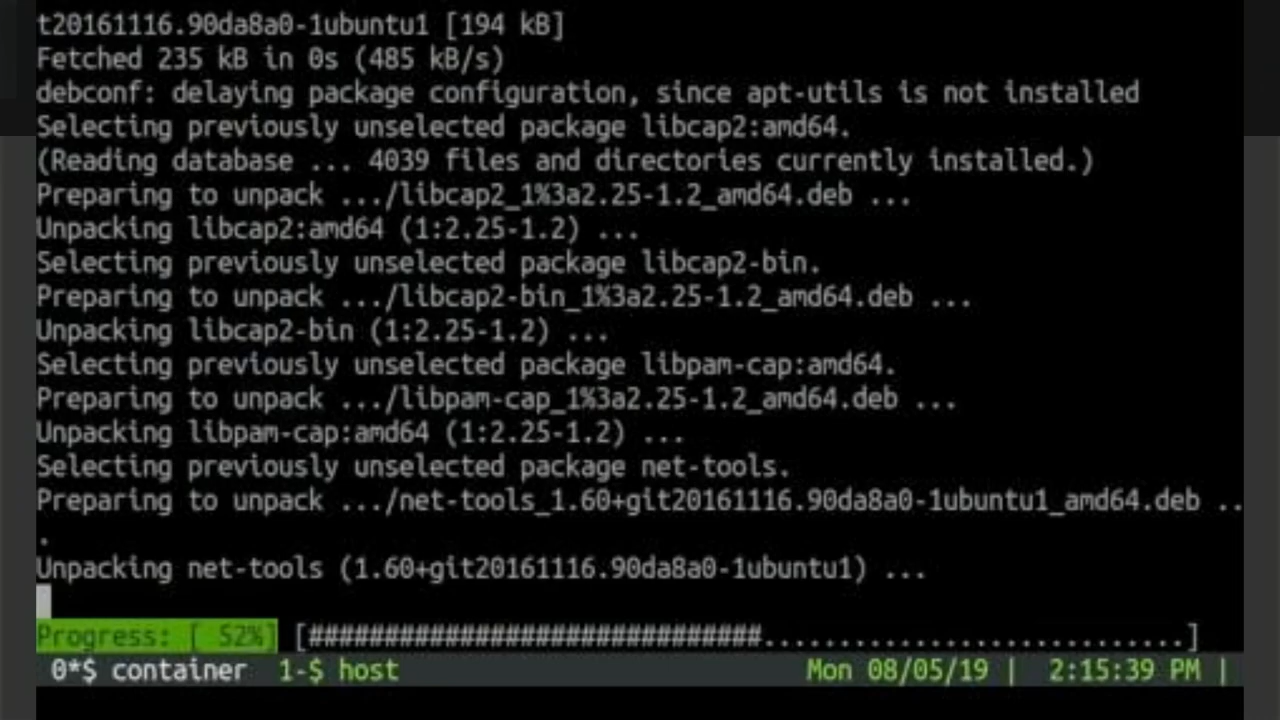 t20161116.90da8a0-1ubuntu1 [194 kB]
Fetched 235 kB in 0s (485 kB/s)
debconf: delaying package configuration, since apt-utils is not installed
Selecting previously unselected package libcap2:amd64.
(Reading database ... 4039 files and directories currently installed.)
Preparing to unpack .../libcap2_1%3a2.25-1.2_amd64.deb ...
Unpacking libcap2:amd64 (1:2.25-1.2) ...
Selecting previously unselected package libcap2-bin.
Preparing to unpack .../libcap2-bin_1%3a2.25-1.2_amd64.deb ...
Unpacking libcap2-bin (1:2.25-1.2) ...
Selecting previously unselected package libpam-cap:amd64.
Preparing to unpack .../libpam-cap_1%3a2.25-1.2_amd64.deb ...
Unpacking libpam-cap:amd64 (1:2.25-1.2) ...
Selecting previously unselected package net-tools.
Preparing to unpack .../net-tools_1.60+git20161116.90da8a0-1ubuntu1_amd64.deb ..
.
Unpacking net-tools (1.60+git20161116.90da8a0-1ubuntu1) ...
Progress: [ 52%] [##############################............................]
0*$ container 1-$ host Mon 08/05/19 | 2:15:39 PM |